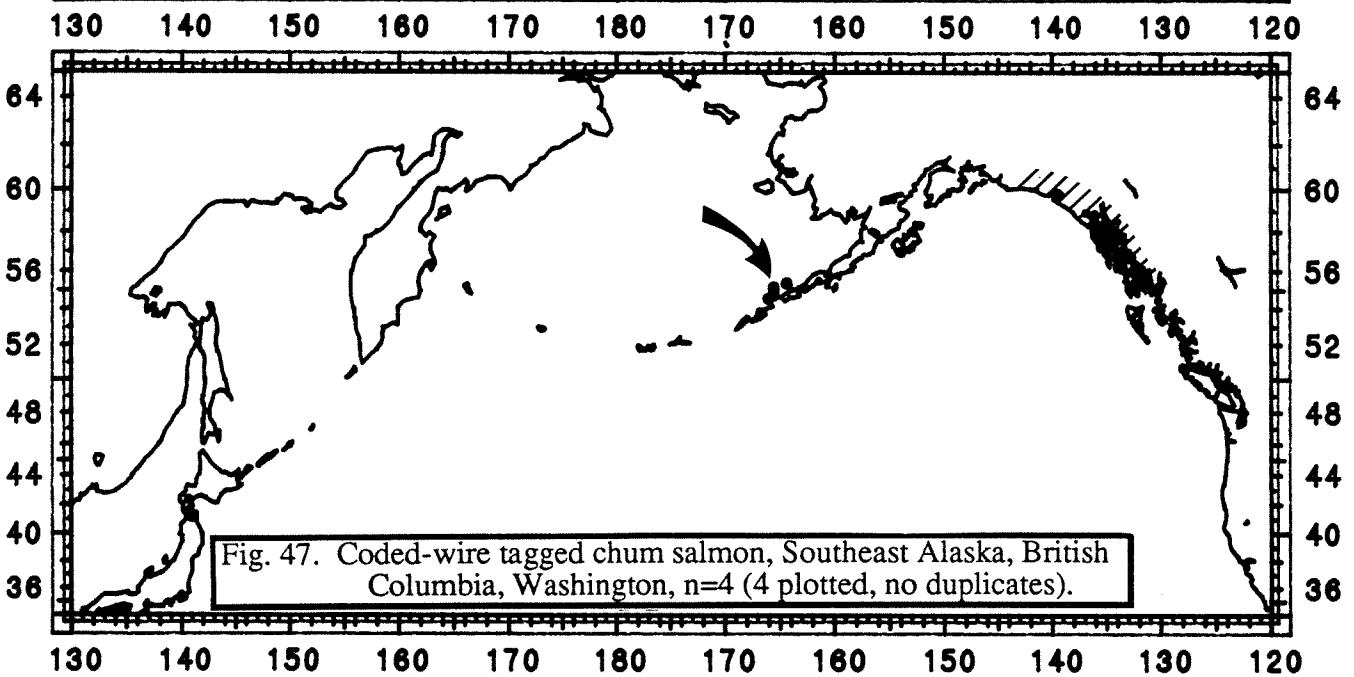 130 140 150 160 170 180 170 160 150 140 130 120
64 64
60 60
56 56
52 52
48 48
44 44
40 40
36 36
Fig. 47. Coded-wire tagged chum salmon, Southeast Alaska, British
Columbia, Washington, n=4 (4 plotted, no duplicates).
130 140 150 160 170 180 170 160 150 140 130 120